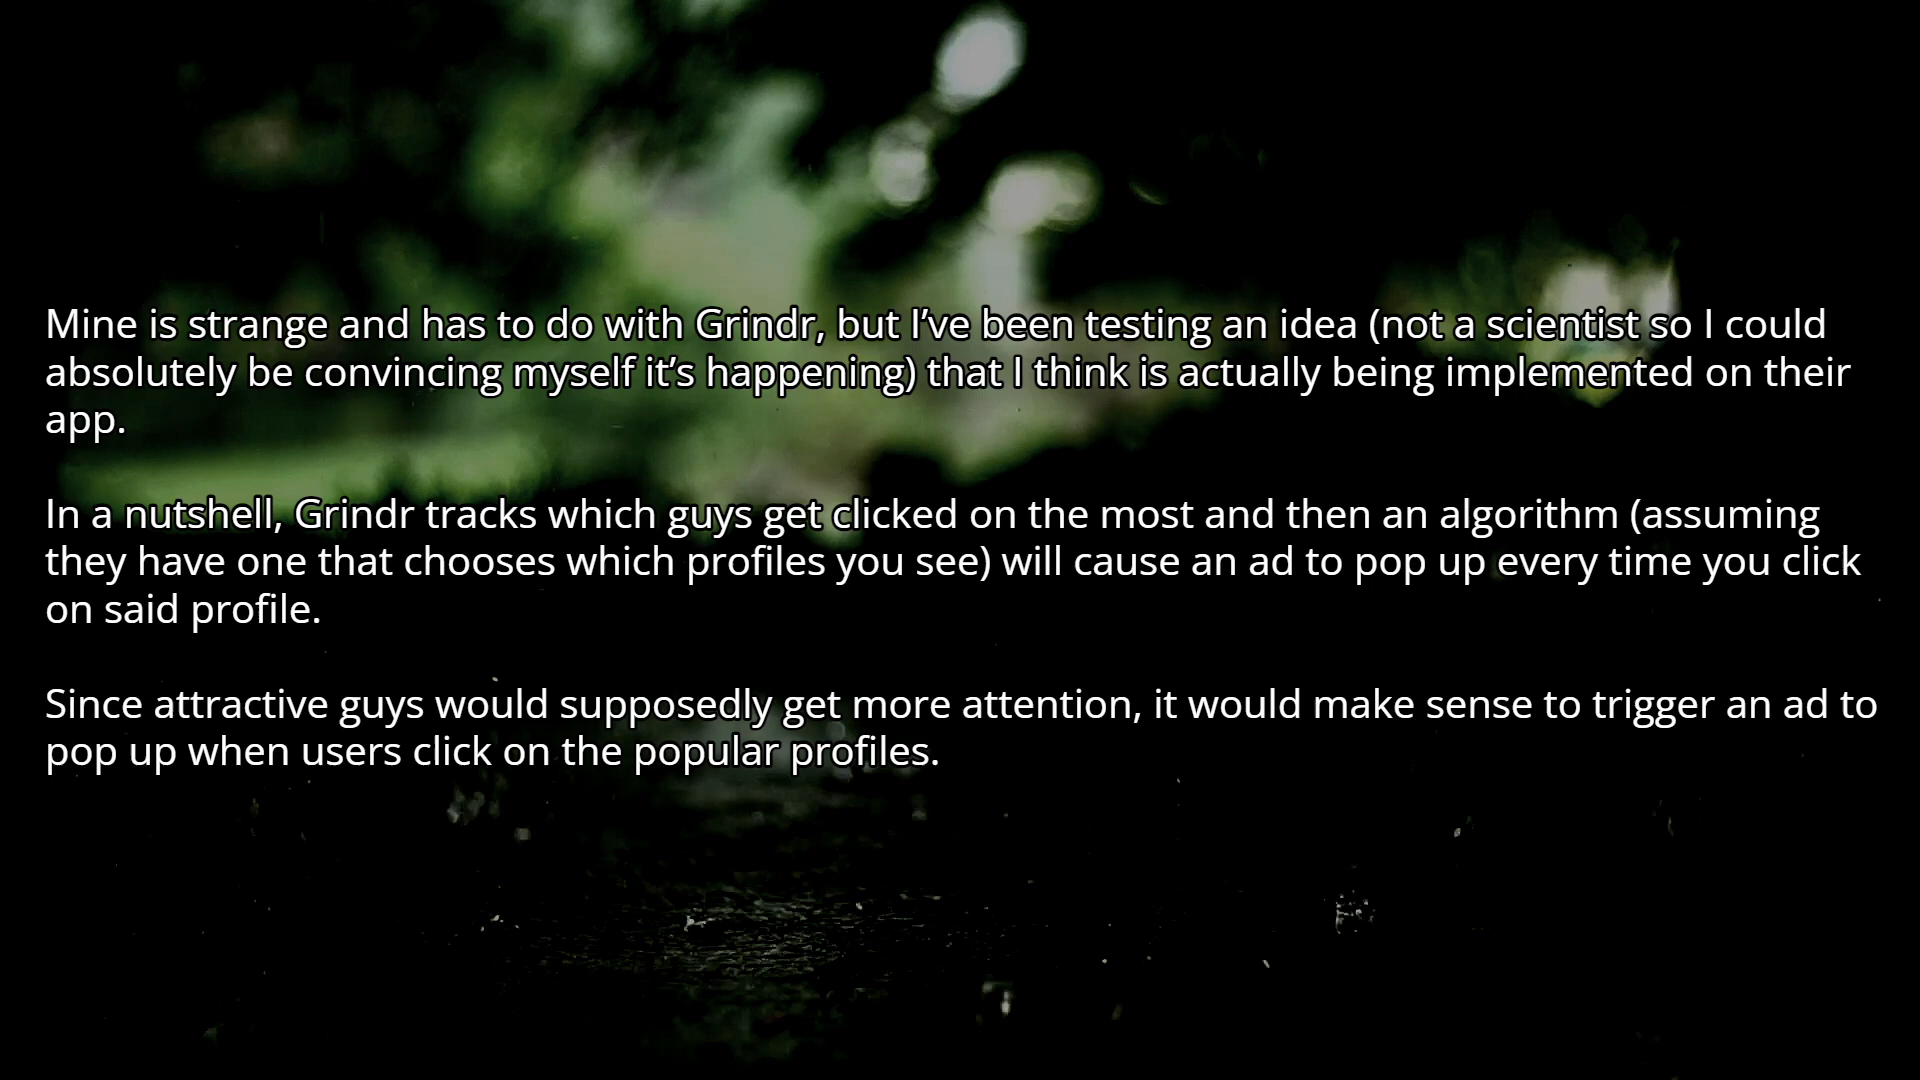 Mine is strange and has to do with Grindr, but I’ve been testing an idea (not a scientist so I could
absolutely be convincing myself it’s happening) that I think is actually being implemented on their
app.
In a nutshell, Grindr tracks which guys get clicked on the most and then an algorithm (assuming
they have one that chooses which profiles you see) will cause an ad to pop up every time you click
on said profile.
Since attractive guys would supposedly get more attention, it would make sense to trigger an ad to
pop up when users click on the popular profiles.